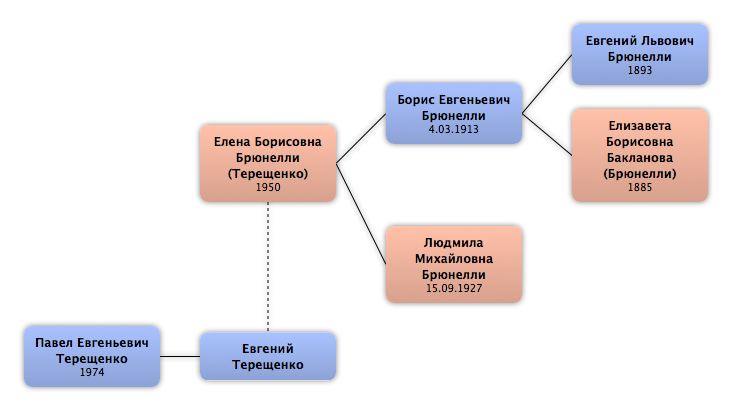 Евгений Львович
Брюнелли
1893
Борис Евгеньевич
Брюнелли
4.03.1913
Елизавета
Борисовна
Бакланова
(Брюнелли)
1885
Елена Борисовна
Брюнелли
(Терещенко)
1950
Людмила
Михайловна
Брюнелли
15.09.1927
Павел Евгеньевич
Терещенко
1974
Евгений
Терещенко